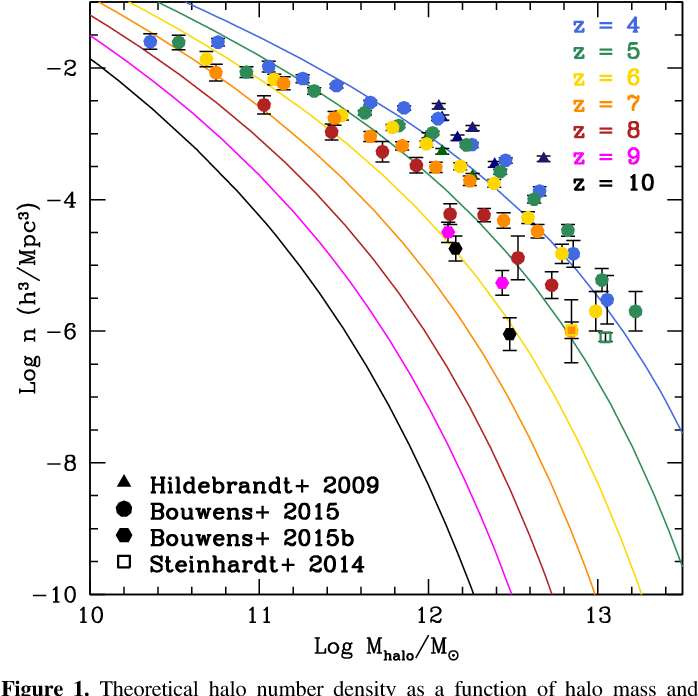 z = 4
z = 5
z = 6
z = 7
z = 8
z = 9
z = 10
−2
−4
−6
−8
−10
Log n (h³/Mpc³)
Hildebrandt+ 2009
Bouwens+ 2015
Bouwens+ 2015b
Steinhardt+ 2014
10 11 12 13
Log M_halo/M_⊙
Figure 1. Theoretical halo number density as a function of halo mass and